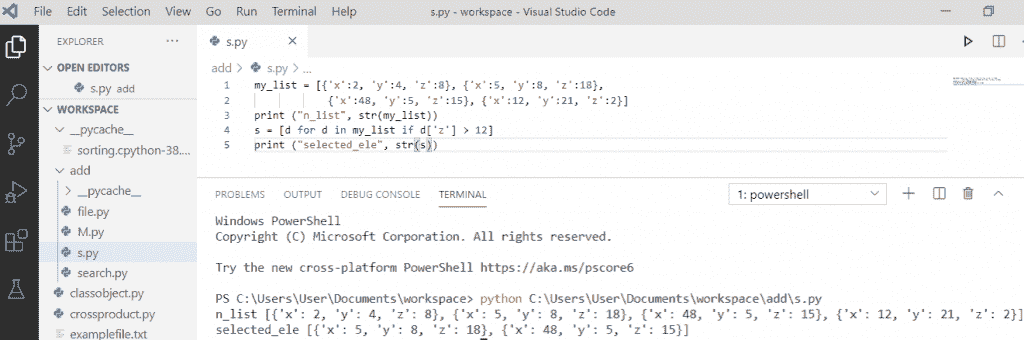 File Edit Selection View Go Run Terminal Help s.py - workspace - Visual Studio Code
EXPLORER ...
OPEN EDITORS
s.py add
WORKSPACE
__pycache__
sorting.cpython-38....
add
__pycache__
file.py
M.py
s.py
search.py
classobject.py
crossproduct.py
examplefile.txt
s.py
add > s.py > ...
1 my_list = [{'x':2, 'y':4, 'z':8}, {'x':5, 'y':8, 'z':18},
2 {'x':48, 'y':5, 'z':15}, {'x':12, 'y':21, 'z':2}]
3 print ("n_list", str(my_list))
4 s = [d for d in my_list if d['z'] > 12]
5 print ("selected_ele", str(s))
PROBLEMS OUTPUT DEBUG CONSOLE TERMINAL 1: powershell
Windows PowerShell
Copyright (C) Microsoft Corporation. All rights reserved.
Try the new cross-platform PowerShell https://aka.ms/pscore6
PS C:\Users\User\Documents\workspace> python C:\Users\User\Documents\workspace\add\s.py
n_list [{'x': 2, 'y': 4, 'z': 8}, {'x': 5, 'y': 8, 'z': 18}, {'x': 48, 'y': 5, 'z': 15}, {'x': 12, 'y': 21, 'z': 2}]
selected_ele [{'x': 5, 'y': 8, 'z': 18}, {'x': 48, 'y': 5, 'z': 15}]